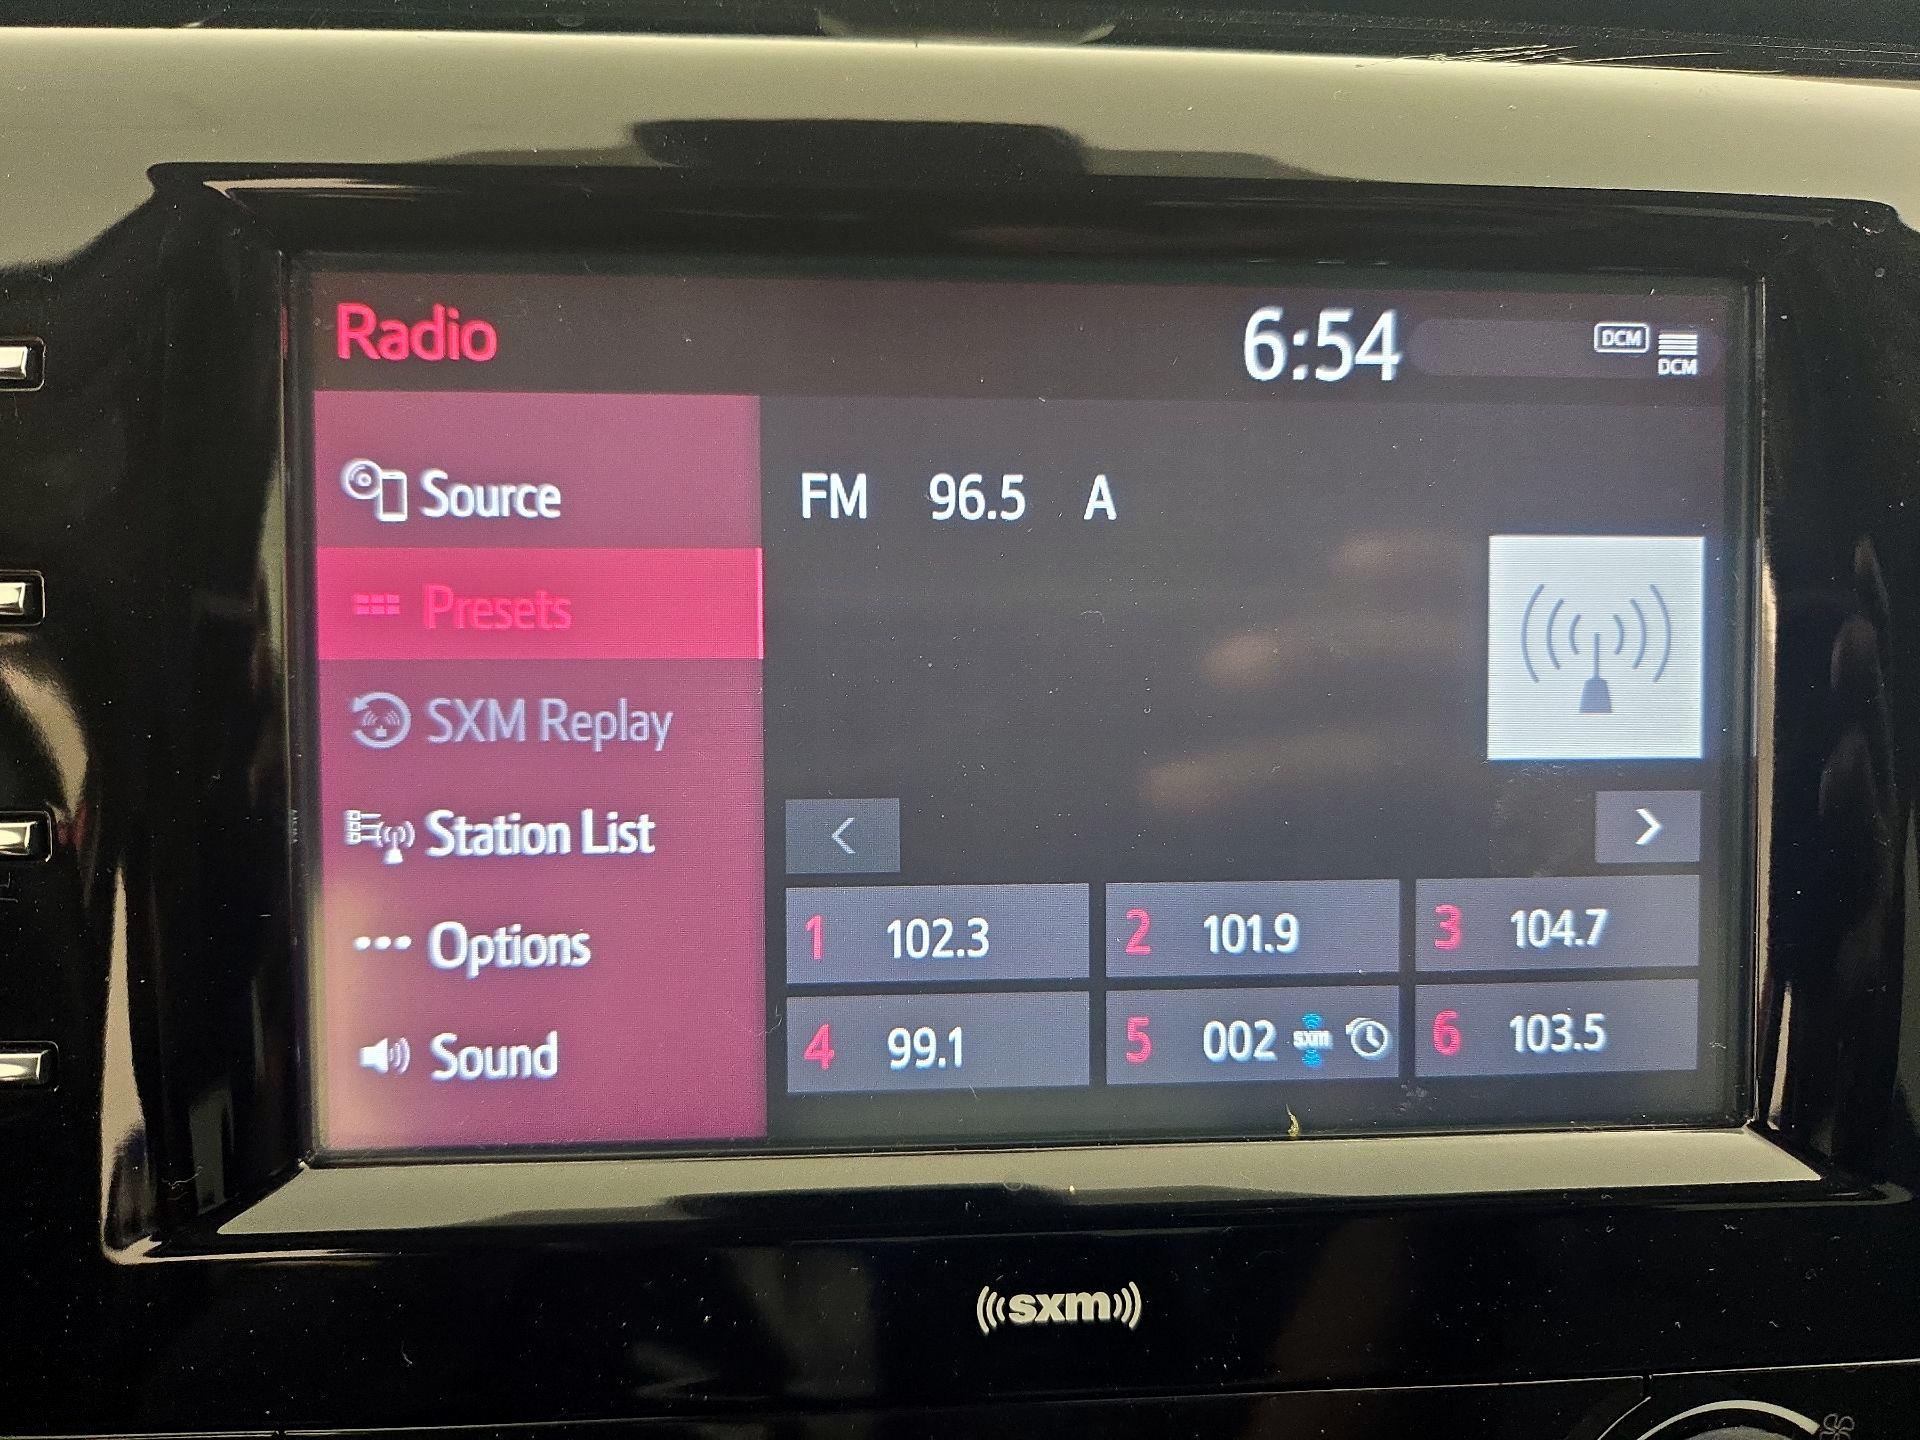 Radio 6:54 DCM DCM
Source
Presets
SXM Replay
Station List
Options
Sound
FM 96.5 A
< >
1 102.3 2 101.9 3 104.7
4 99.1 5 002 sxm 6 103.5
((sxm))